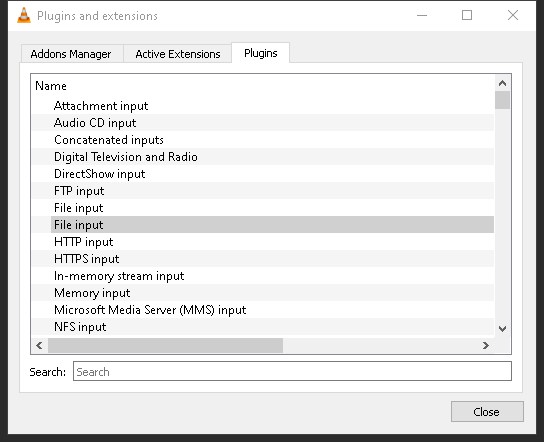 Plugins and extensions
Addons Manager Active Extensions Plugins
Name
Attachment input
Audio CD input
Concatenated inputs
Digital Television and Radio
DirectShow input
FTP input
File input
File input
HTTP input
HTTPS input
In-memory stream input
Memory input
Microsoft Media Server (MMS) input
NFS input
Search: Search
Close